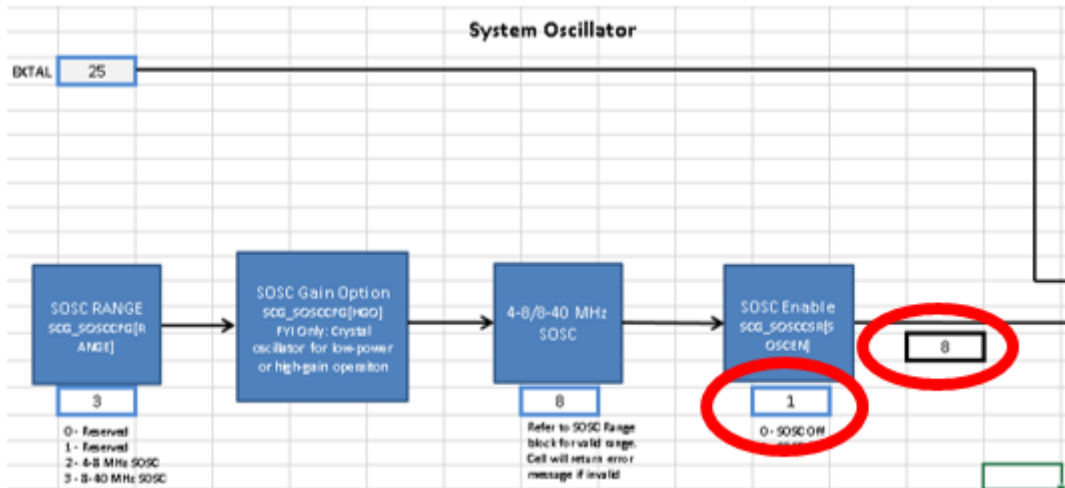 System Oscillator
EXTAL
25
SOSC RANGE
SCG_SOSCCFG[R
ANGE]
3
0 - Reserved
1 - Reserved
2 - 4-8 MHz SOSC
3 - 8-40 MHz SOSC
SOSC Gain Option
SCG_SOSCCFG[HGO]
FYI Only: Crystal
oscillator for low-power
or high-gain operaiton
4-8/8-40 MHz
SOSC
8
Refer to SOSC Range
block for valid range.
Cell will return error
message if invalid
SOSC Enable
SCG_SOSCCSR[S
OSCEN]
1
0 - SOSC Off
8